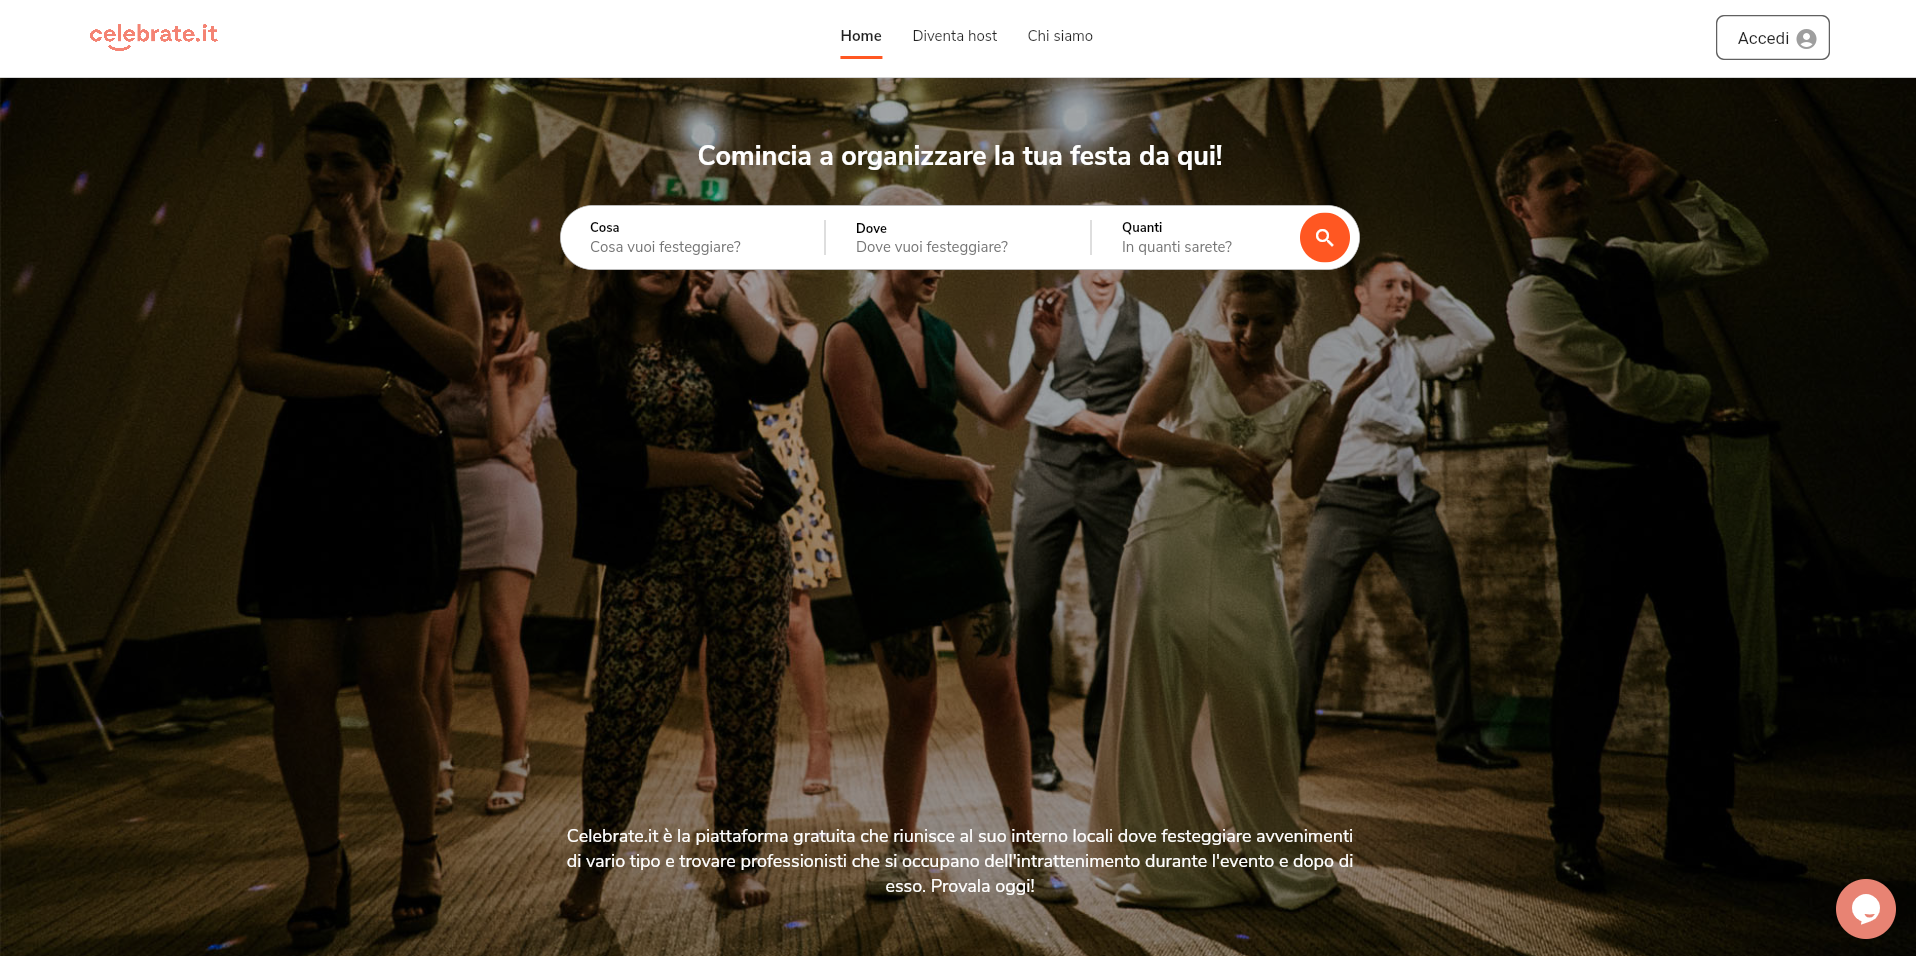 celebrate.it
Home
Diventa host
Chi siamo
Accedi
Comincia a organizzare la tua festa da qui!
Cosa
Cosa vuoi festeggiare?
Dove
Dove vuoi festeggiare?
Quanti
In quanti sarete?
Celebrate.it è la piattaforma gratuita che riunisce al suo interno locali dove festeggiare avvenimenti
di vario tipo e trovare professionisti che si occupano dell'intrattenimento durante l'evento e dopo di
esso. Provala oggi!